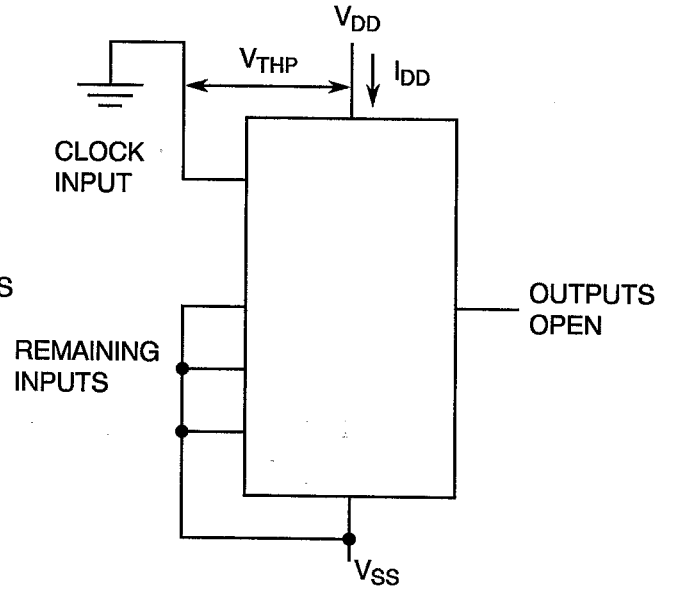 VDD
VTHP
IDD
CLOCK
INPUT
S
OUTPUTS
OPEN
REMAINING
INPUTS
VSS